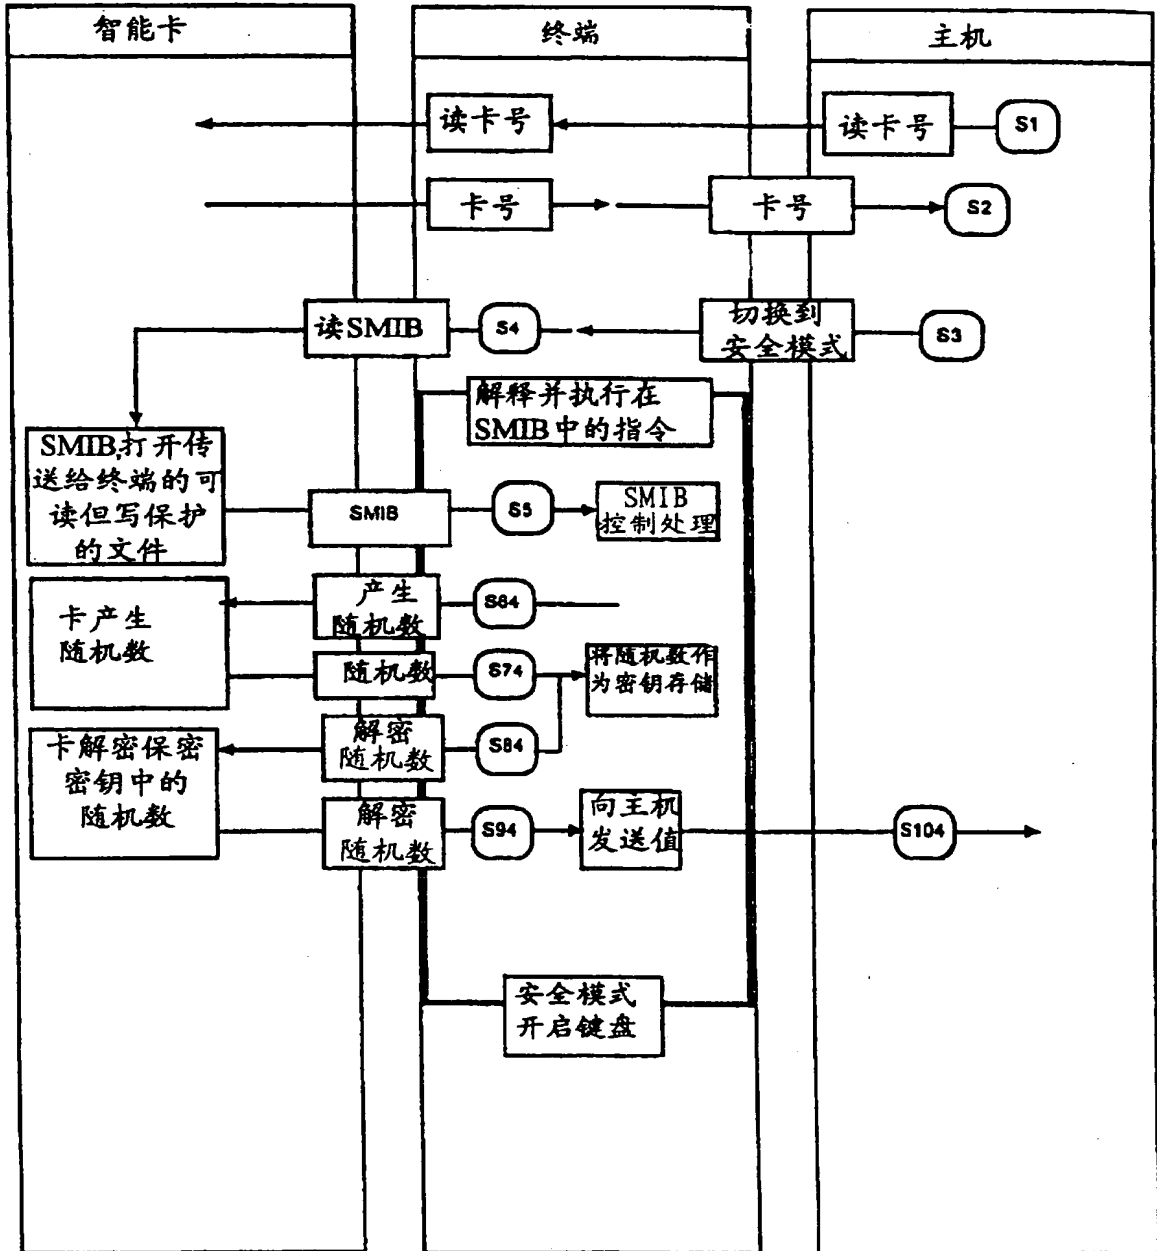 智能卡
终端
主机
读卡号
读卡号
S1
卡号
卡号
S2
读SMIB
S4
切换到
安全模式
S3
解释并执行在
SMIB中的指令
SMIB,打开传
送给终端的可
读但写保护
的文件
SMIB
S5
SMIB
控制处理
卡产生
随机数
产生
随机数
S64
随机数
S74
将随机数作
为密钥存储
卡解密保密
密钥中的
随机数
解密
随机数
S84
解密
随机数
S94
向主机
发送值
S104
安全模式
开启键盘